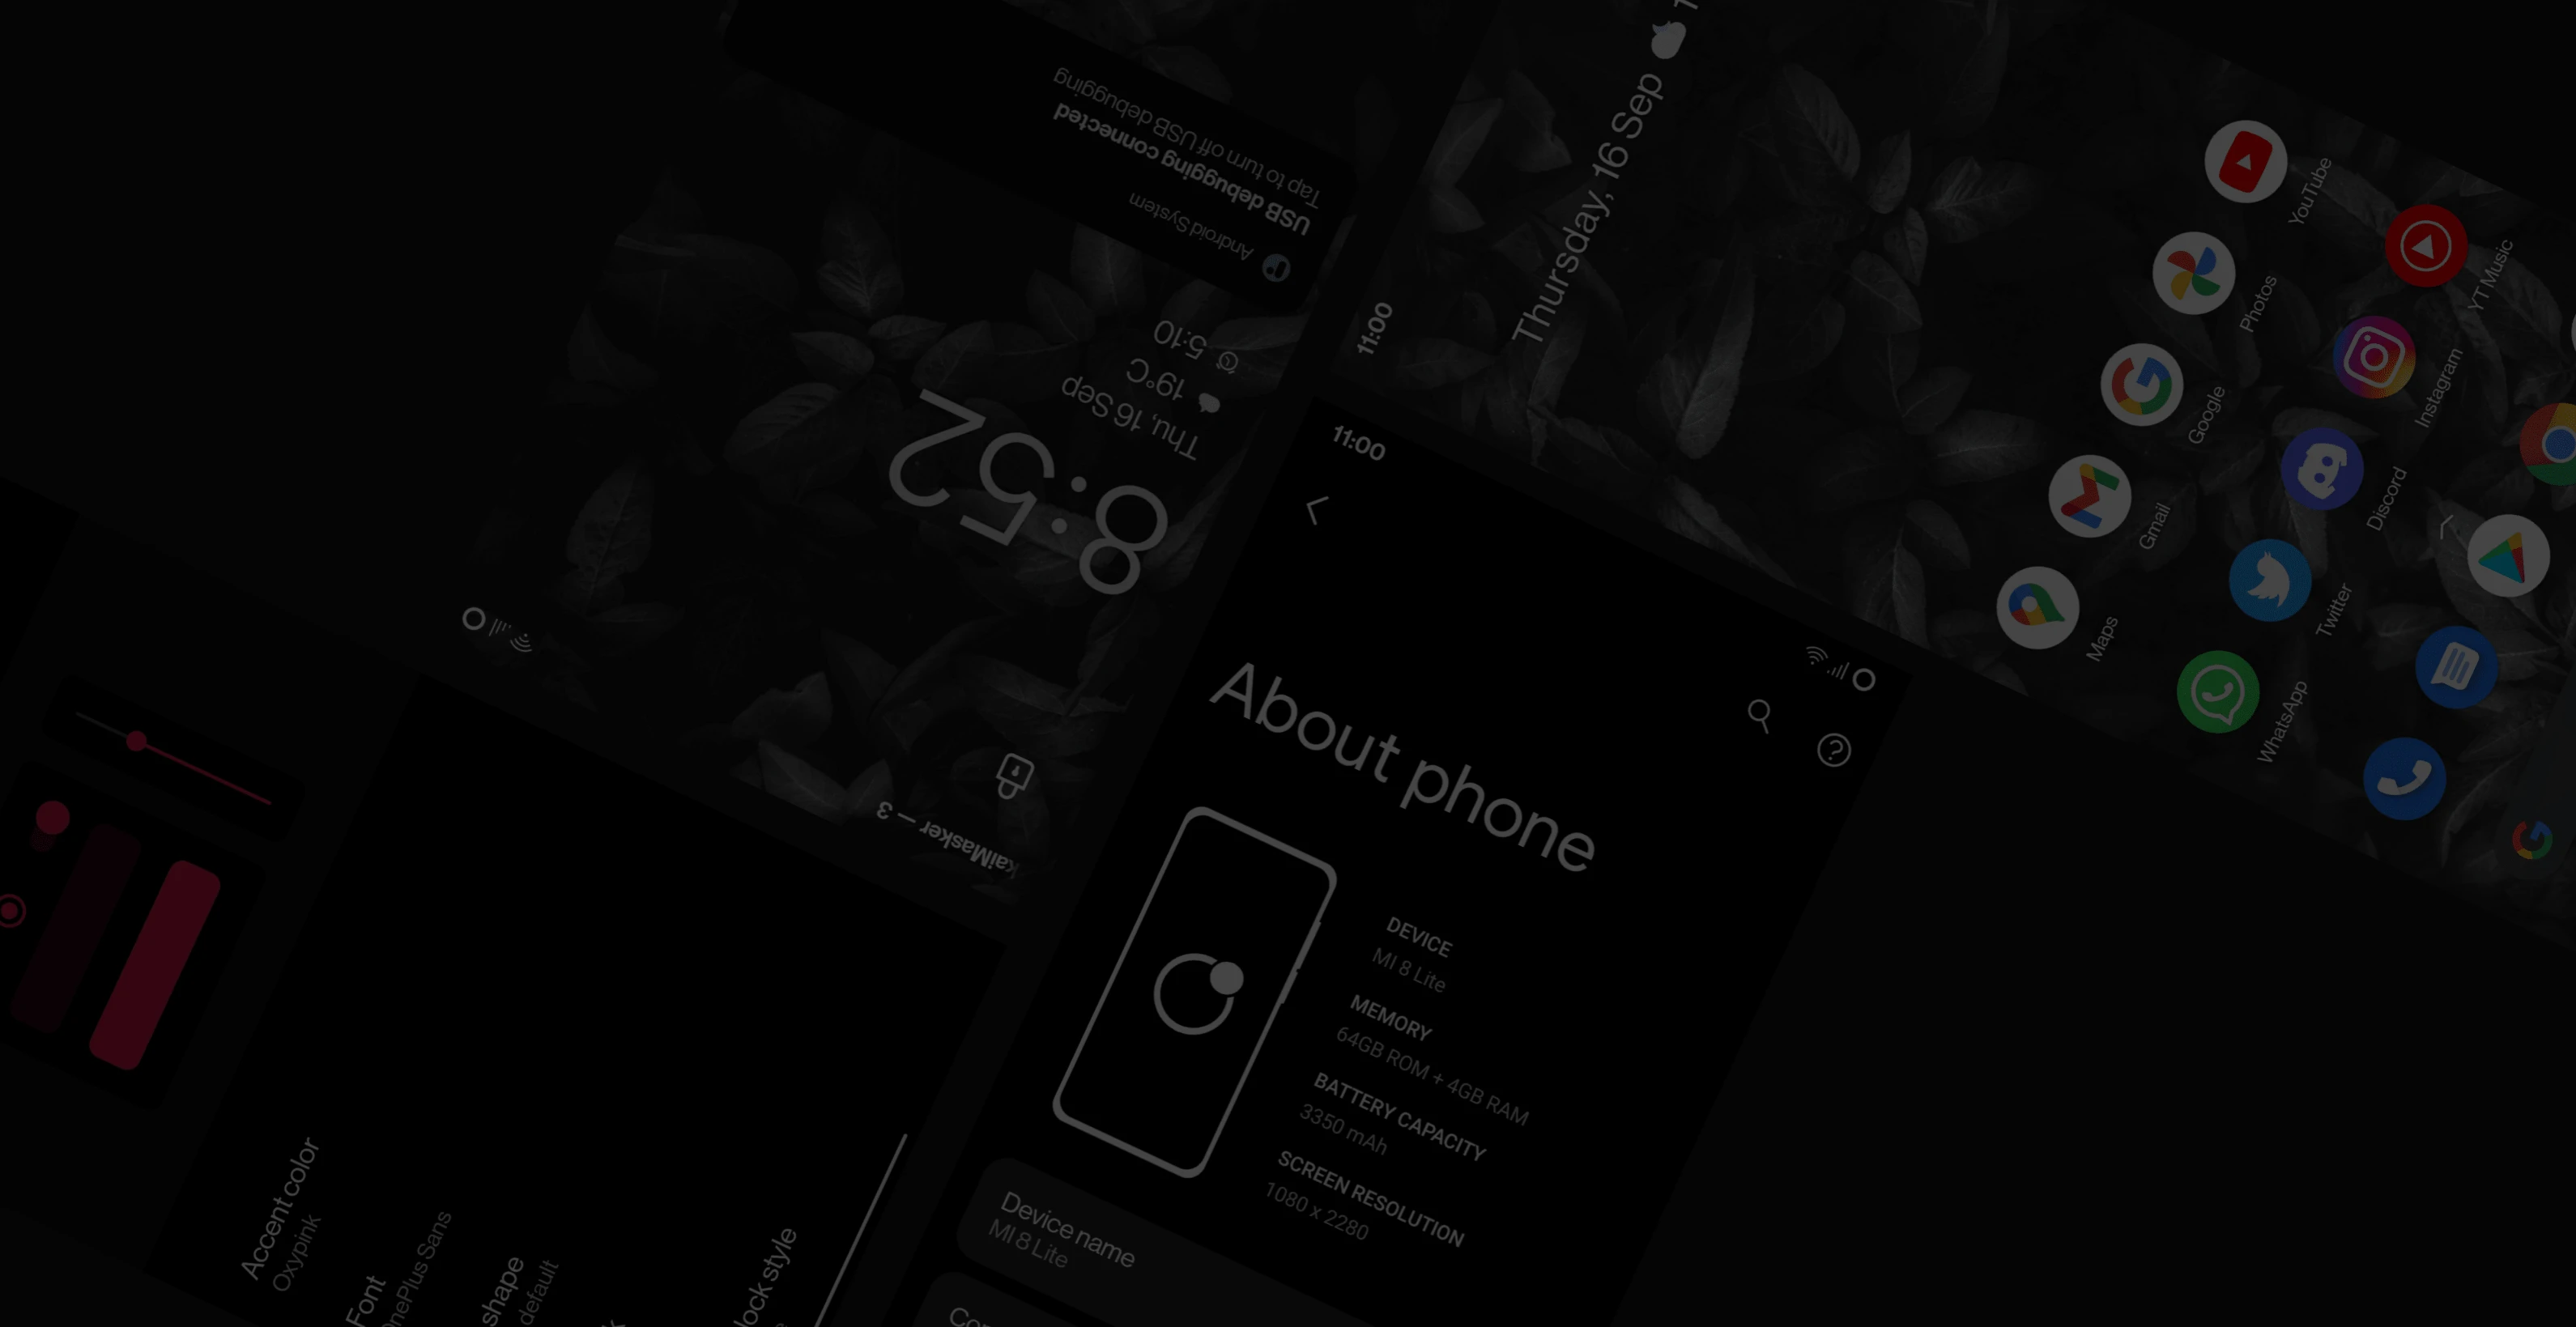 Android System
USB debugging connected
Tap to turn off USB debugging
8:52
Thu, 16 Sep
19°C
5:10
kaiMasker — 3
11:00
Thursday, 16 Sep
YouTube
Photos
Google
Gmail
Maps
YT Music
Instagram
Discord
Twitter
WhatsApp
11:00
About phone
DEVICE
MI 8 Lite
MEMORY
64GB ROM + 4GB RAM
BATTERY CAPACITY
3350 mAh
SCREEN RESOLUTION
1080 x 2280
Device name
MI 8 Lite
Accent color
Oxypink
Font
nePlus Sans
shape
default
lock style